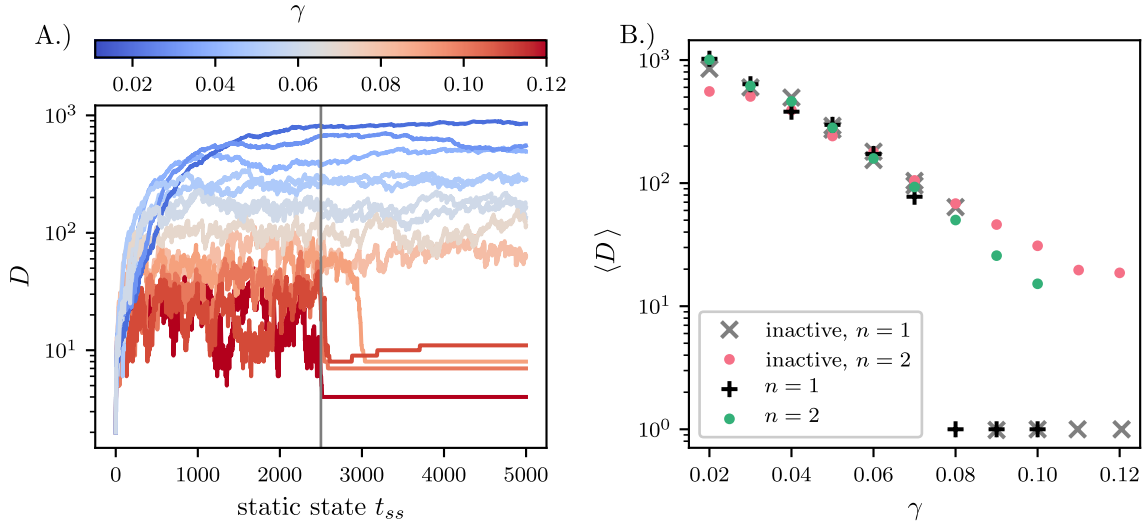 A.)
γ
0.02 0.04 0.06 0.08 0.10 0.12
D
10³
10²
10¹
0 1000 2000 3000 4000 5000
static state t_ss
B.)
⟨D⟩
10³
10²
10¹
10⁰
inactive, n = 1
inactive, n = 2
n = 1
n = 2
0.02 0.04 0.06 0.08 0.10 0.12
γ